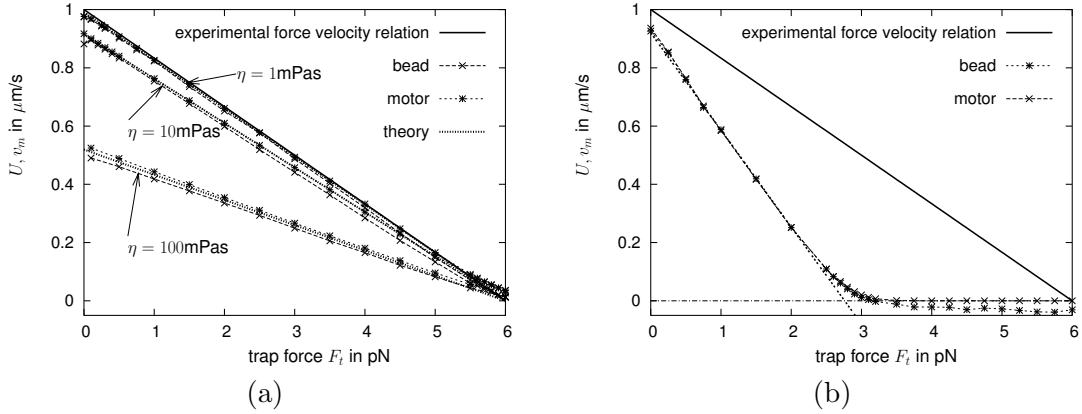 experimental force velocity relation
bead
motor
theory
η = 1mPas
η = 10mPas
η = 100mPas
U, v_m in μm/s
1
0.8
0.6
0.4
0.2
0
0 1 2 3 4 5 6
trap force F_t in pN
(a)
experimental force velocity relation
bead
motor
U, v_m in μm/s
1
0.8
0.6
0.4
0.2
0
0 1 2 3 4 5 6
trap force F_t in pN
(b)